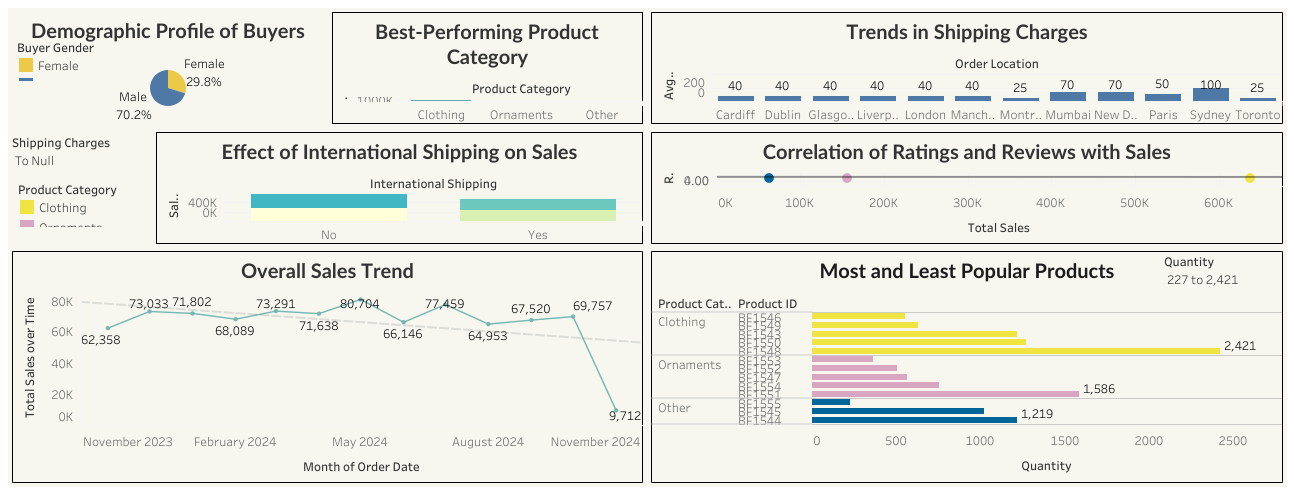 Demographic Profile of Buyers
Buyer Gender
Female
Female
29.8%
Male
70.2%
Best-Performing Product
Category
Product Category
1000K
Clothing Ornaments Other
Trends in Shipping Charges
Order Location
Avg..
200
0
40 40 40 40 40 40 25 70 70 50 100 25
Cardiff Dublin Glasgo.. Liverp.. London Manch.. Montr.. Mumbai New D.. Paris Sydney Toronto
Shipping Charges
To Null
Product Category
Clothing
Ornaments
Effect of International Shipping on Sales
International Shipping
Sal..
400K
0K
No Yes
Correlation of Ratings and Reviews with Sales
R.
0K 100K 200K 300K 400K 500K 600K
Total Sales
Overall Sales Trend
Total Sales over Time
80K
60K
40K
20K
0K
62,358 73,033 71,802 68,089 73,291 71,638 80,704 66,146 77,459 64,953 67,520 69,757 9,712
November 2023 February 2024 May 2024 August 2024 November 2024
Month of Order Date
Most and Least Popular Products
Quantity
227 to 2,421
Product Cat.. Product ID
Clothing
BF1546
BF1549
BF1543
BF1550
BF1548
2,421
Ornaments
BF1553
BF1552
BF1547
BF1554
BF1551
1,586
Other
BF1555
BF1545
BF1544
1,219
0 500 1000 1500 2000 2500
Quantity